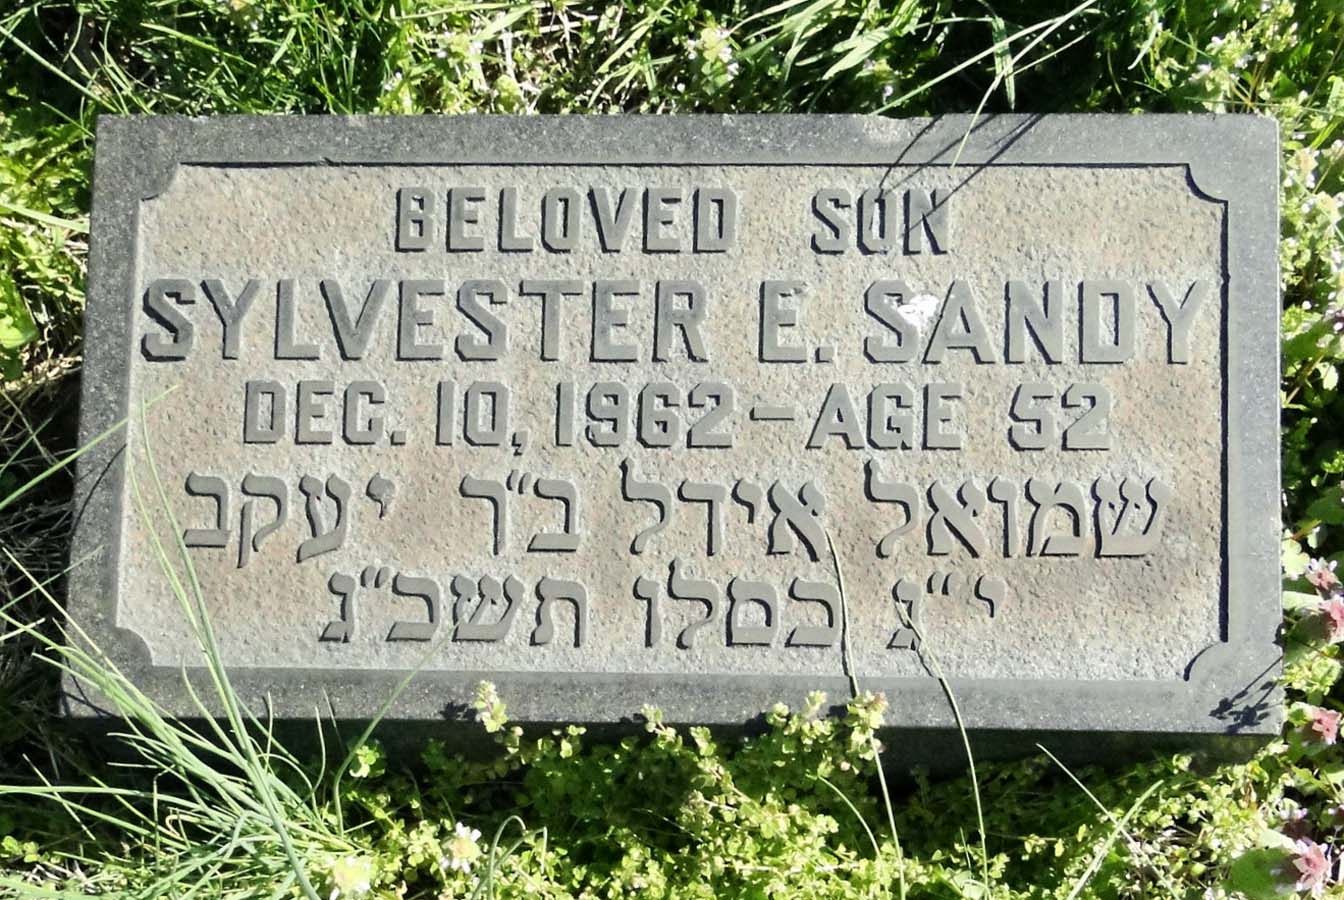 BELOVED SON
SYLVESTER E. SANDY
DEC. 10, 1962 – AGE 52
שמואל אידל ב״ר יעקב
י״ג כסלו תשכ״ג